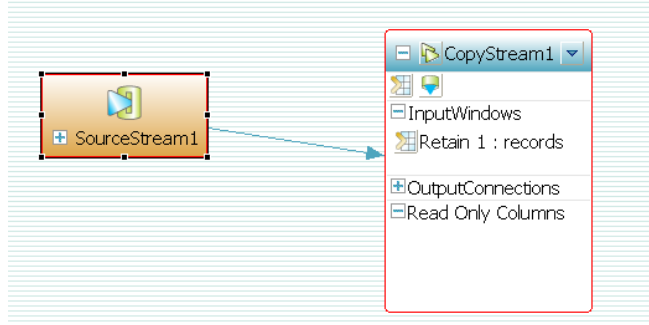 CopyStream1
SourceStream1
InputWindows
Retain 1 : records
OutputConnections
Read Only Columns